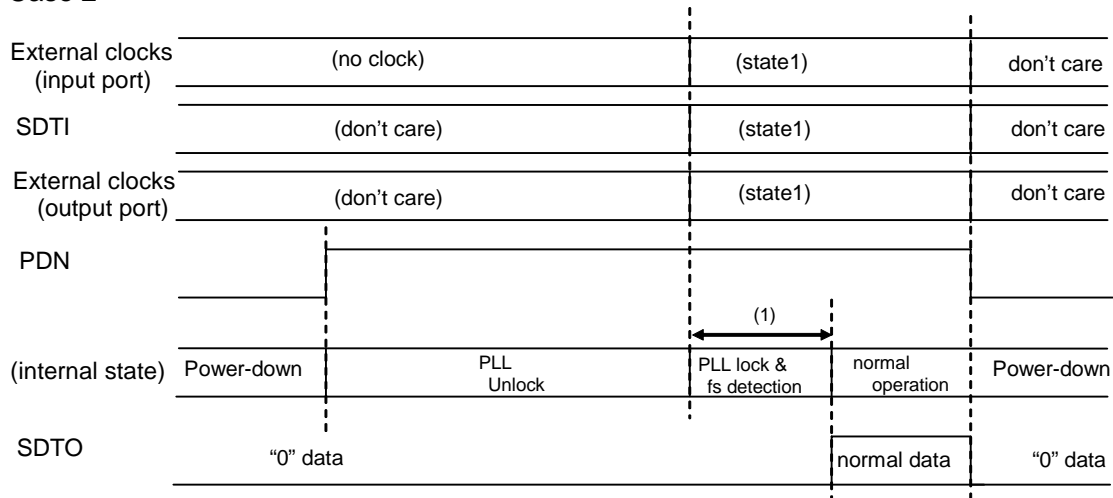 External clocks
(input port)
(no clock)
(state1)
don't care
SDTI
(don't care)
(state1)
don't care
External clocks
(output port)
(don't care)
(state1)
don't care
PDN
(1)
(internal state)
Power-down
PLL
Unlock
PLL lock &
fs detection
normal
operation
Power-down
SDTO
“0” data
normal data
“0” data